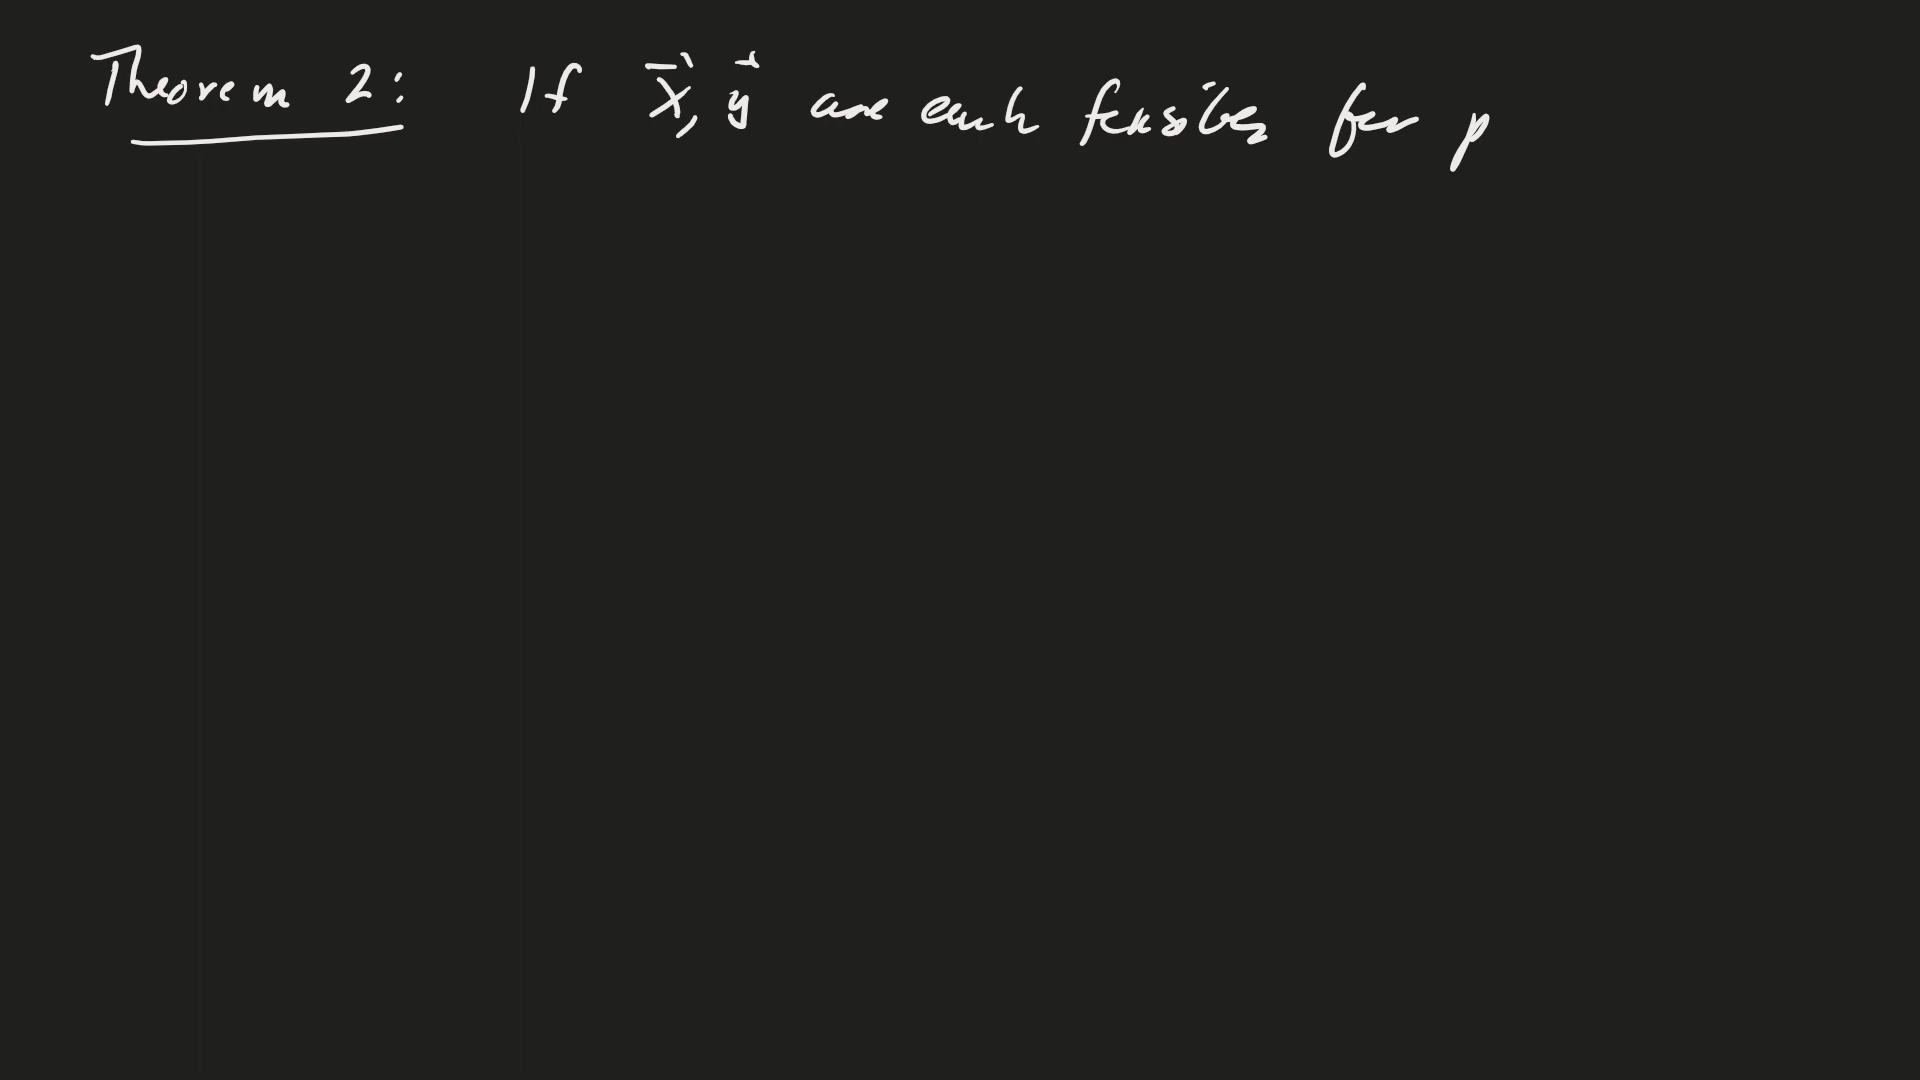 Theorem 2: If x⃗, y⃗ are each feasible for p